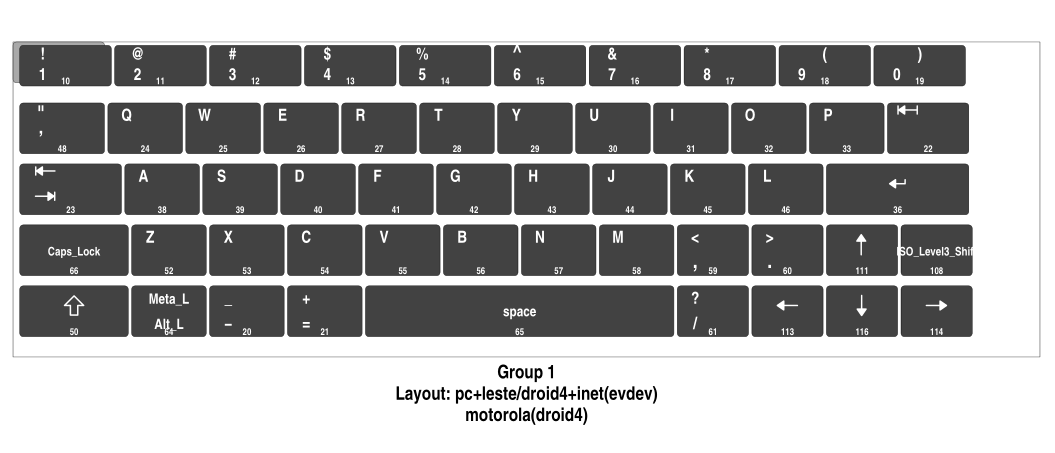 ! @ # $ % ^ & * ( )
1 10 2 11 3 12 4 13 5 14 6 15 7 16 8 17 9 18 0 19
" Q W E R T Y U I O P
, 48 24 25 26 27 28 29 30 31 32 33 22
A S D F G H J K L
23 38 39 40 41 42 43 44 45 46 36
Z X C V B N M < >
Caps_Lock ISO_Level3_Shif
66 52 53 54 55 56 57 58 , 59 . 60 111 108
Meta_L _ + ?
space
50 Alt_L 64 – 20 = 21 65 / 61 113 116 114
Group 1
Layout: pc+leste/droid4+inet(evdev)
motorola(droid4)